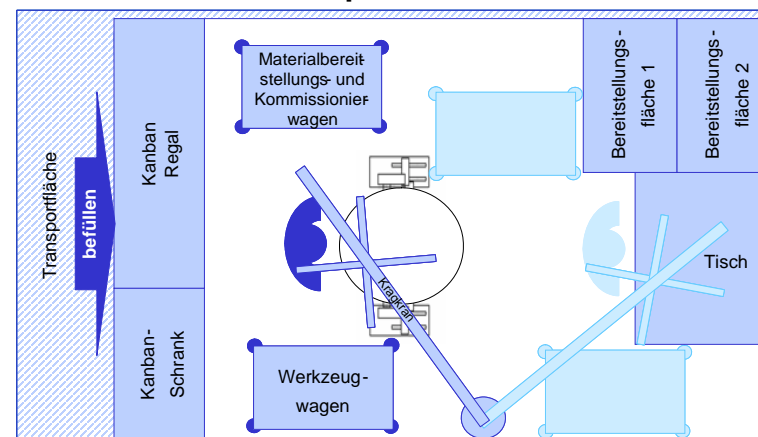 Transportfläche
befüllen
Kanban
Regal
Kanban-
Schrank
Materialbereit-
stellungs- und
Kommissionier-
wagen
Kragkran
Werkzeug-
wagen
Bereitstellungs-
fläche 1
Bereitstellungs-
fläche 2
Tisch